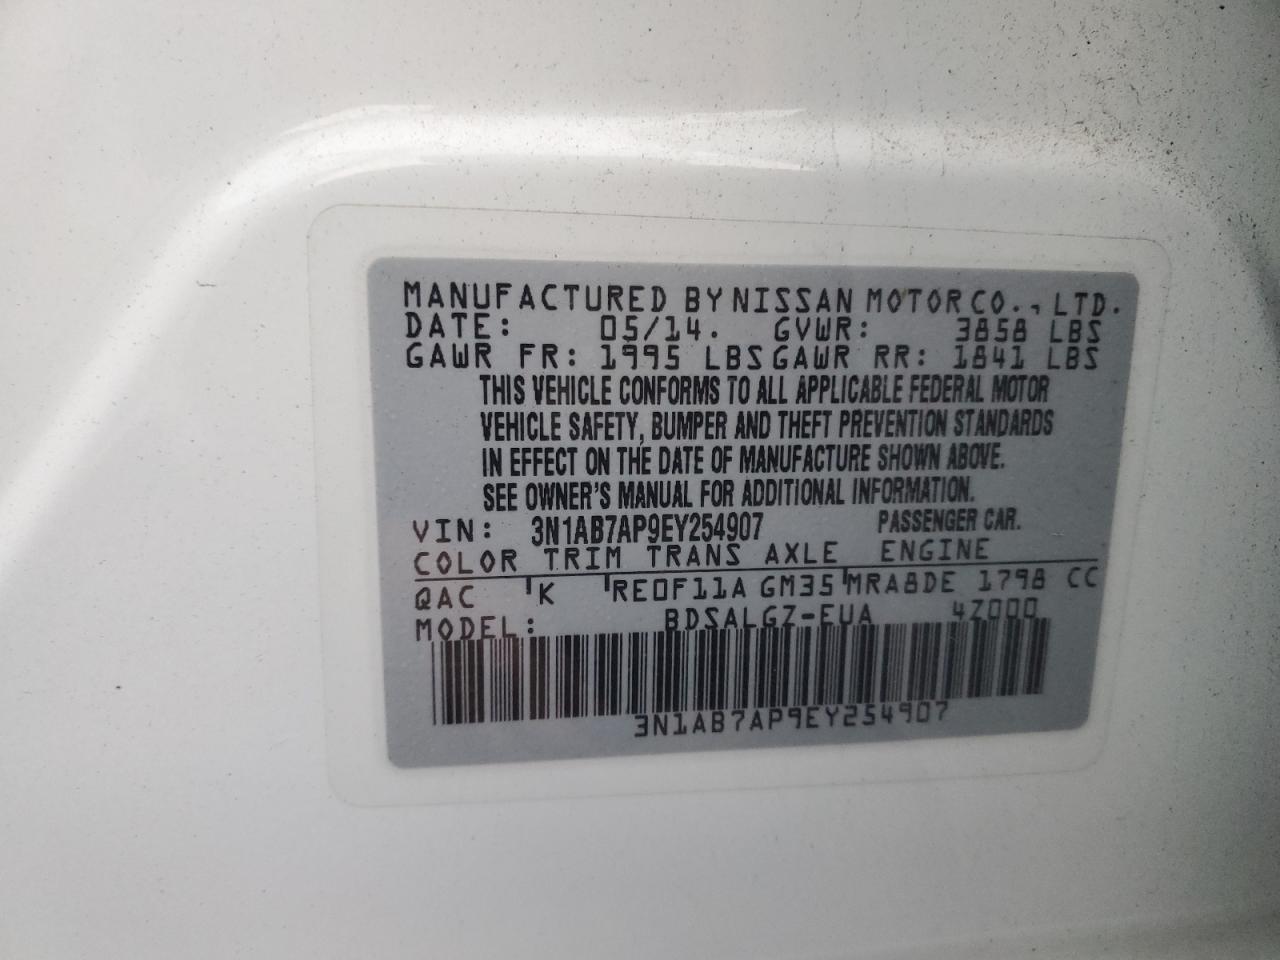 MANUFACTURED BY NISSAN MOTOR CO., LTD.
DATE: 05/14. GVWR: 3858 LBS
GAWR FR: 1995 LBS GAWR RR: 1841 LBS
THIS VEHICLE CONFORMS TO ALL APPLICABLE FEDERAL MOTOR
VEHICLE SAFETY, BUMPER AND THEFT PREVENTION STANDARDS
IN EFFECT ON THE DATE OF MANUFACTURE SHOWN ABOVE.
SEE OWNER'S MANUAL FOR ADDITIONAL INFORMATION.
VIN: 3N1AB7AP9EY254907 PASSENGER CAR.
COLOR TRIM TRANS AXLE ENGINE
QAC K RE0F11A GM35 MRA8DE 1798 CC
MODEL: BDSALGZ-EUA 4Z000
3N1AB7AP9EY254907